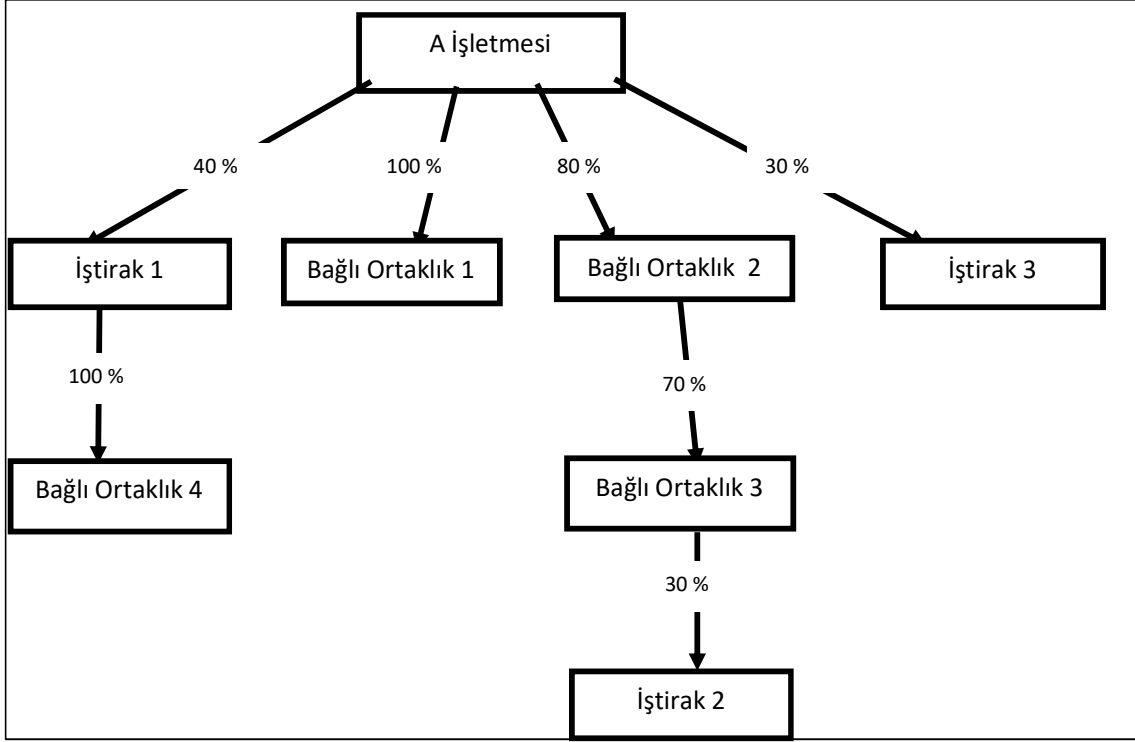 A İşletmesi
40 %
100 %
80 %
30 %
İştirak 1
Bağlı Ortaklık 1
Bağlı Ortaklık 2
İştirak 3
100 %
70 %
Bağlı Ortaklık 4
Bağlı Ortaklık 3
30 %
İştirak 2